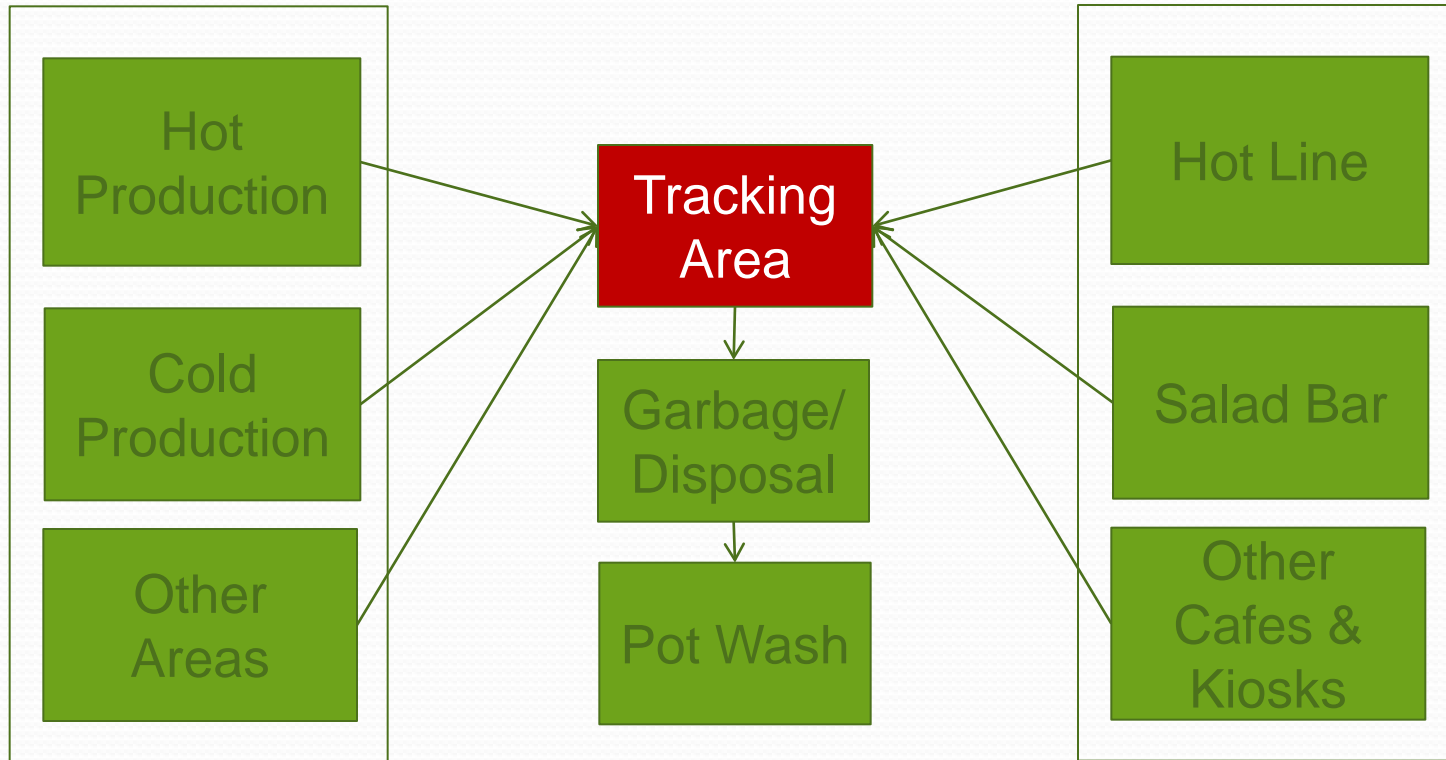 Hot
Production
Cold
Production
Other
Areas
Tracking
Area
Garbage/
Disposal
Pot Wash
Hot Line
Salad Bar
Other
Cafes &
Kiosks